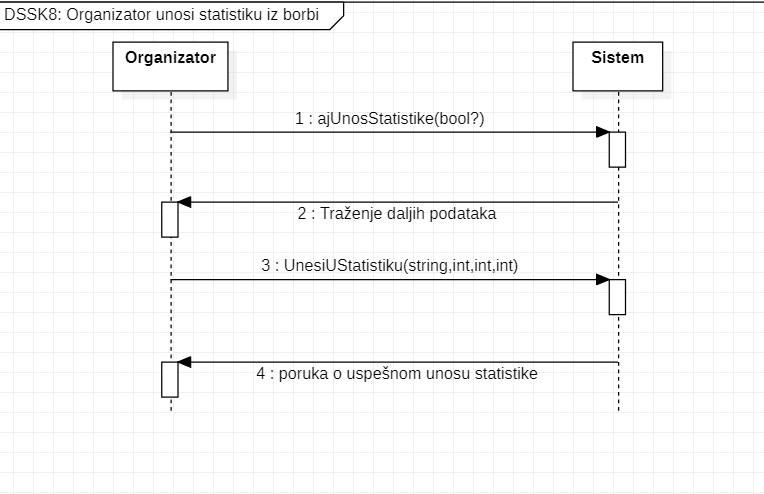 DSSK8: Organizator unosi statistiku iz borbi
Organizator
Sistem
1 : ajUnosStatistike(bool?)
2 : Traženje daljih podataka
3 : UnesiUStatistiku(string,int,int,int)
4 : poruka o uspešnom unosu statistike